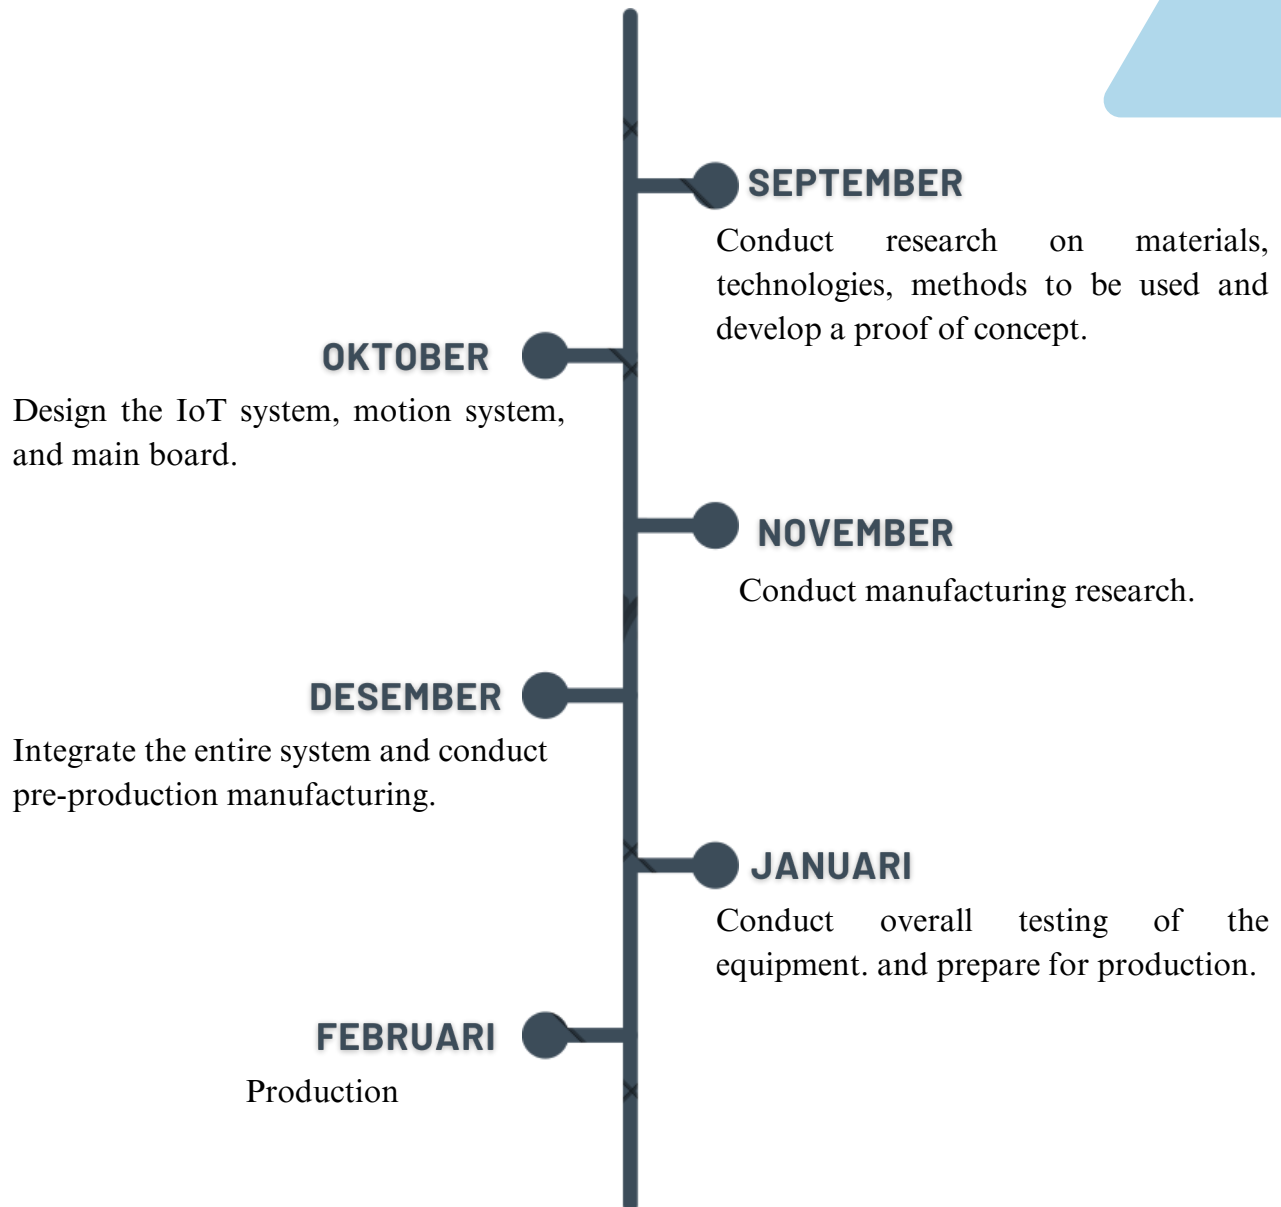 SEPTEMBER
Conduct research on materials,
technologies, methods to be used and
develop a proof of concept.
OKTOBER
Design the IoT system, motion system,
and main board.
NOVEMBER
Conduct manufacturing research.
DESEMBER
Integrate the entire system and conduct
pre-production manufacturing.
JANUARI
Conduct overall testing of the
equipment. and prepare for production.
FEBRUARI
Production